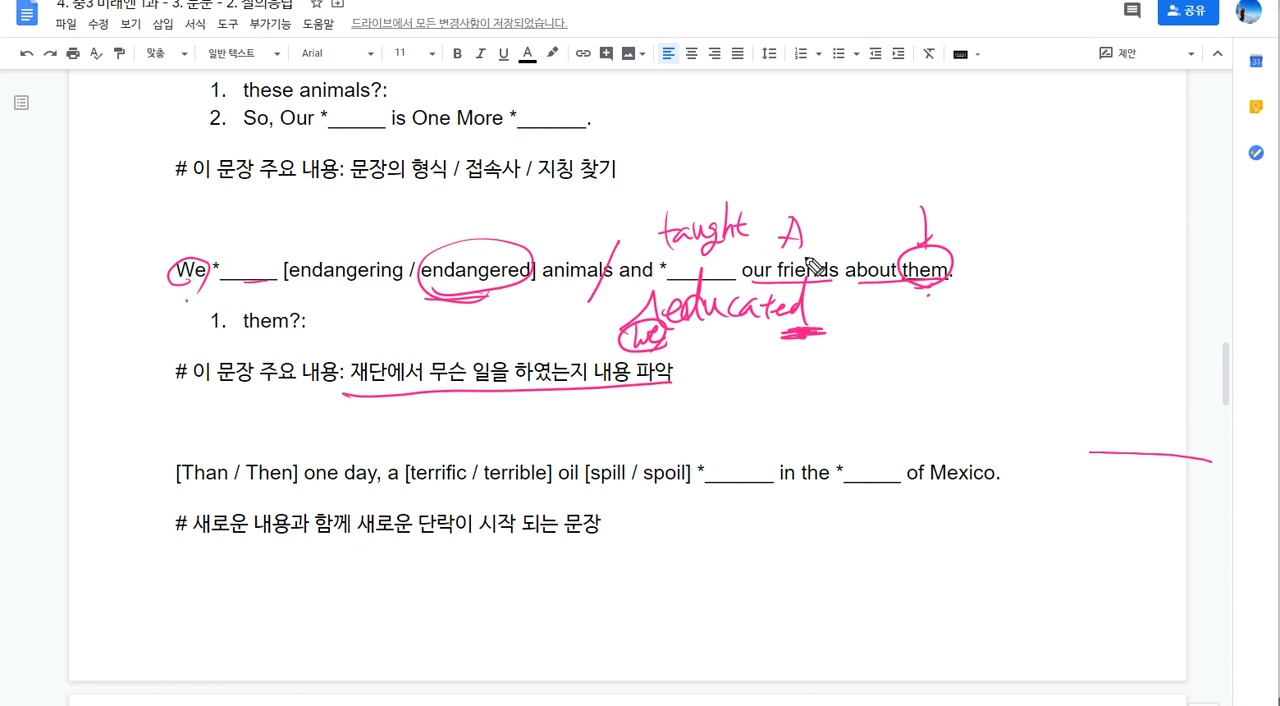 4. 중3 미래엔 1과 - 3. 본문 - 2. 질의응답
파일 수정 보기 삽입 서식 도구 부가기능 도움말 드라이브에서 모든 변경사항이 저장되었습니다.
공유
맞춤 일반 텍스트 Arial 11 B I U A 제안
31
1. these animals?:
2. So, Our *_____ is One More *______.
# 이 문장 주요 내용: 문장의 형식 / 접속사 / 지칭 찾기
taught A
We *_____ [endangering / endangered] animals and *______ our friends about them.
educated
we
1. them?:
# 이 문장 주요 내용: 재단에서 무슨 일을 하였는지 내용 파악
[Than / Then] one day, a [terrific / terrible] oil [spill / spoil] *______ in the *_____ of Mexico.
# 새로운 내용과 함께 새로운 단락이 시작 되는 문장